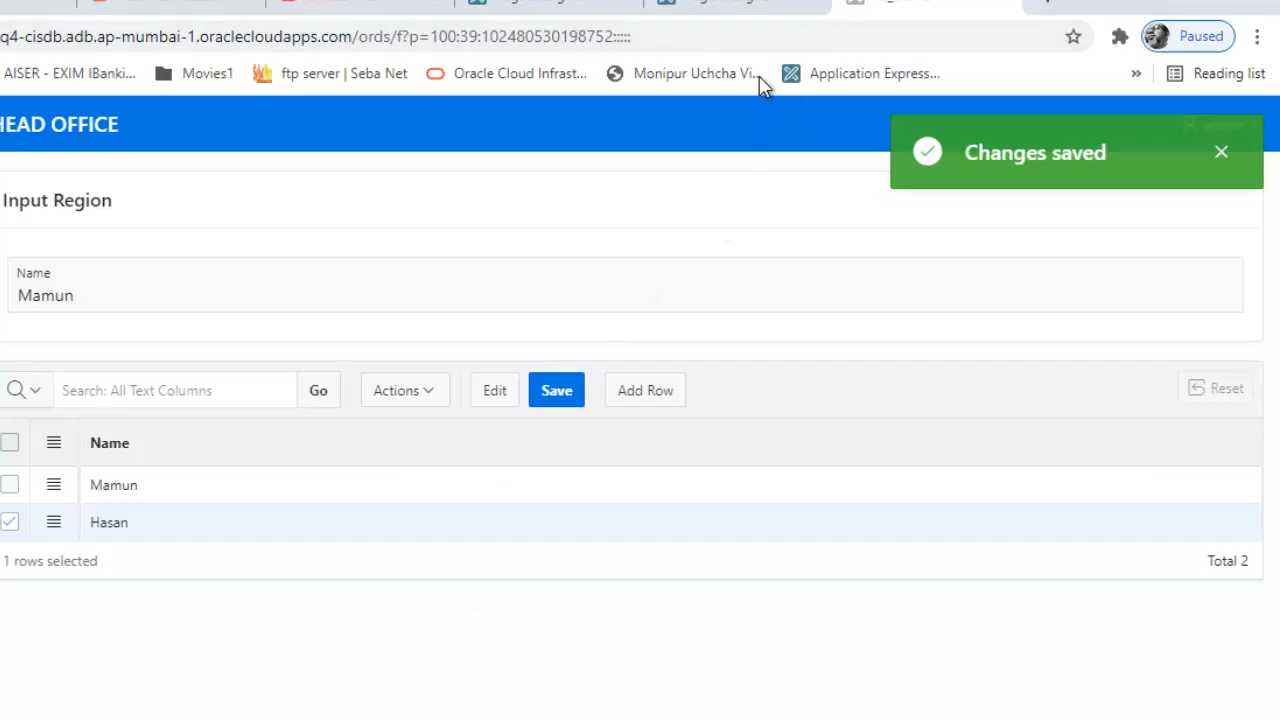 q4-cisdb.adb.ap-mumbai-1.oraclecloudapps.com/ords/f?p=100:39:102480530198752:::::
Paused
AISER - EXIM IBanki... Movies1 ftp server | Seba Net Oracle Cloud Infrast... Monipur Uchcha Vi... Application Express... » Reading list
HEAD OFFICE
Changes saved
Input Region
Name
Mamun
Search: All Text Columns Go Actions Edit Save Add Row Reset
Name
Mamun
Hasan
1 rows selected Total 2